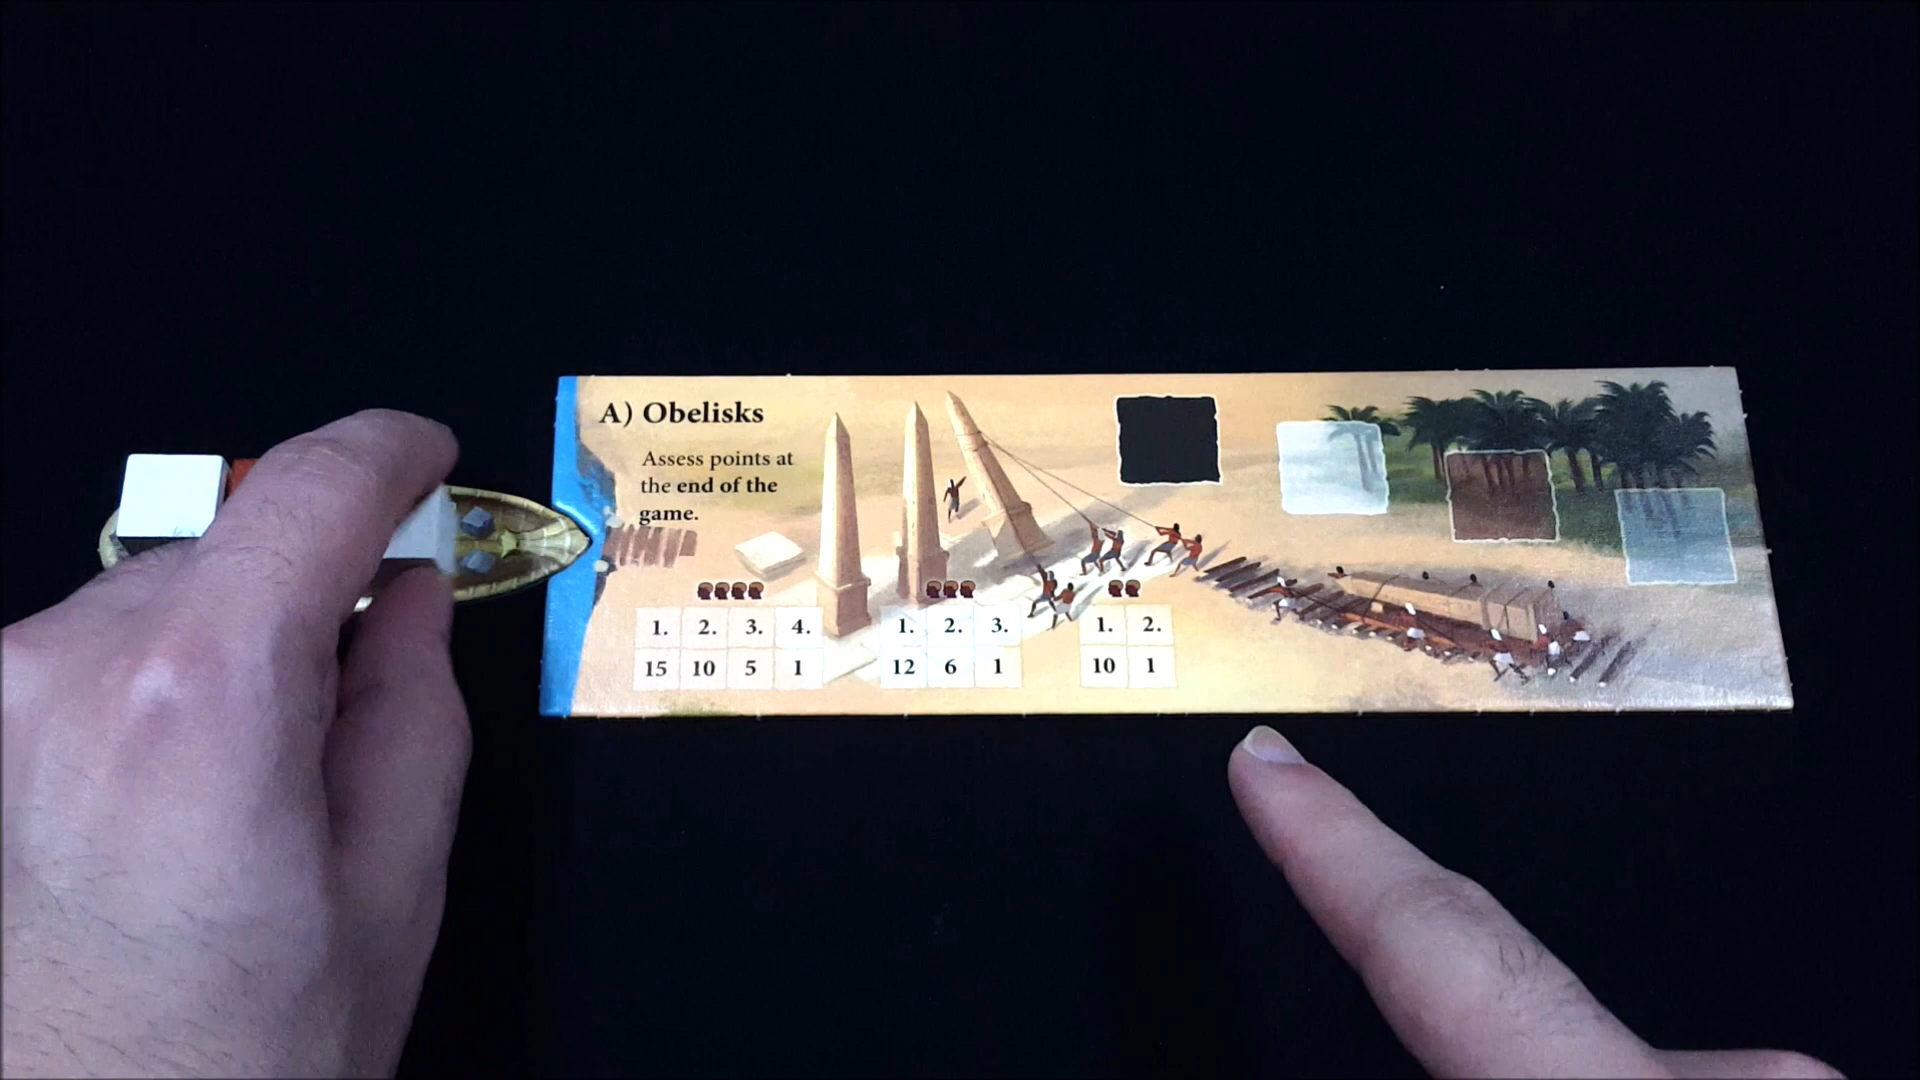 A) Obelisks
Assess points at
the end of the
game.
1. 2. 3. 4.
15 10 5 1
1. 2. 3.
12 6 1
1. 2.
10 1